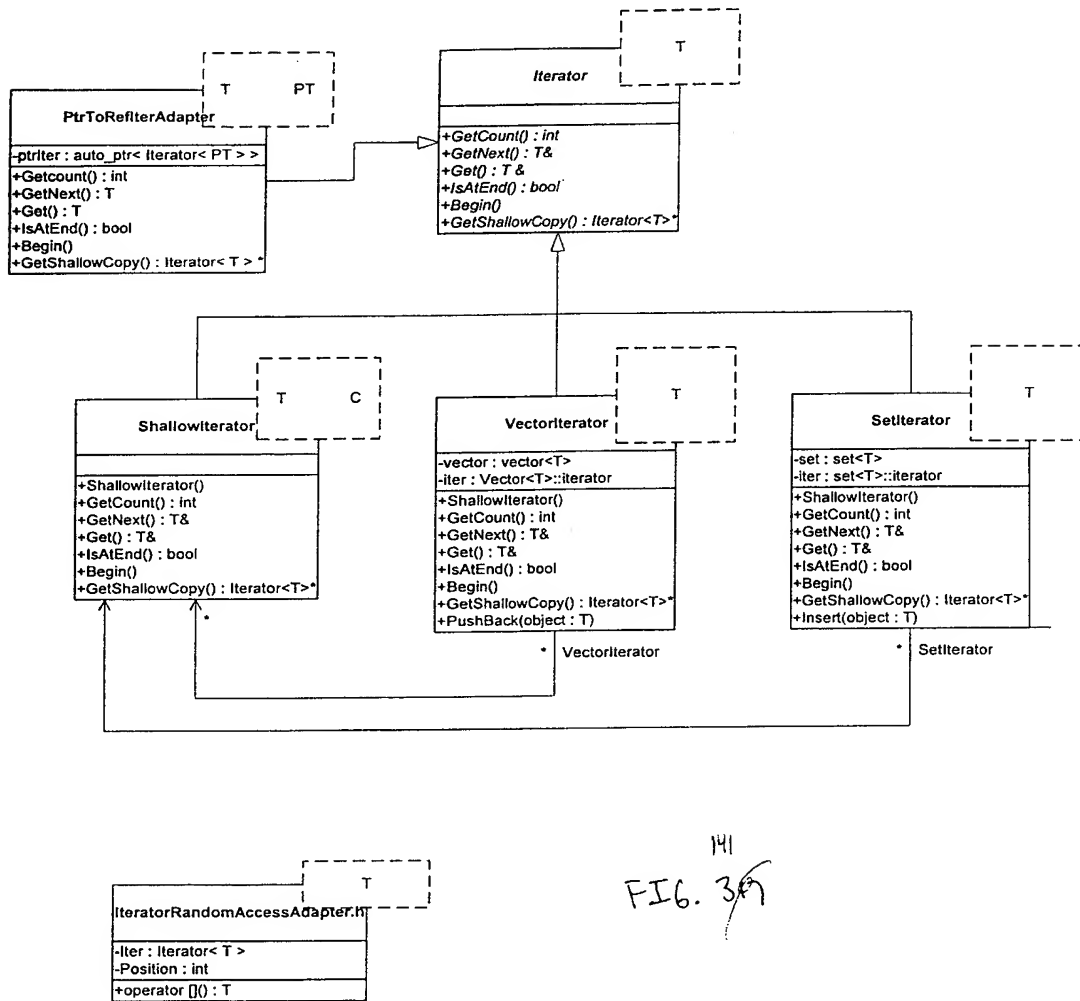 T PT
PtrToRefIterAdapter
-ptrIter : auto_ptr< Iterator< PT > >
+Getcount() : int
+GetNext() : T
+Get() : T
+IsAtEnd() : bool
+Begin()
+GetShallowCopy() : Iterator< T > *
T
Iterator
+GetCount() : int
+GetNext() : T&
+Get() : T &
+IsAtEnd() : bool
+Begin()
+GetShallowCopy() : Iterator<T>*
T C
ShallowIterator
+ShallowIterator()
+GetCount() : int
+GetNext() : T&
+Get() : T&
+IsAtEnd() : bool
+Begin()
+GetShallowCopy() : Iterator<T>*
*
T
VectorIterator
-vector : vector<T>
-iter : Vector<T>::iterator
+ShallowIterator()
+GetCount() : int
+GetNext() : T&
+Get() : T&
+IsAtEnd() : bool
+Begin()
+GetShallowCopy() : Iterator<T>*
+PushBack(object : T)
* VectorIterator
T
SetIterator
-set : set<T>
-iter : set<T>::iterator
+ShallowIterator()
+GetCount() : int
+GetNext() : T&
+Get() : T&
+IsAtEnd() : bool
+Begin()
+GetShallowCopy() : Iterator<T>*
+Insert(object : T)
* SetIterator
T
IteratorRandomAccessAdapter.h
-Iter : Iterator< T >
-Position : int
+operator []() : T
141
FIG. 3